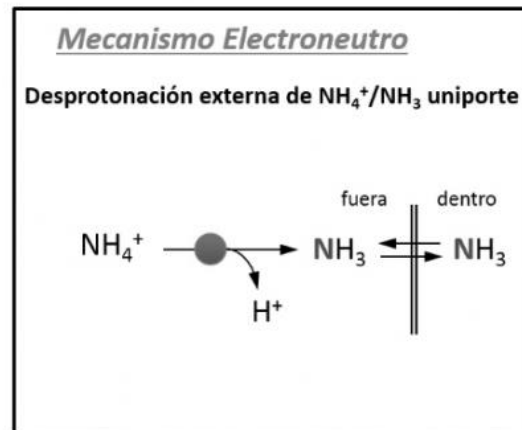 Mecanismo Electroneutro
Desprotonación externa de NH₄⁺/NH₃ uniporte
fuera dentro
NH₄⁺ NH₃ NH₃
H⁺